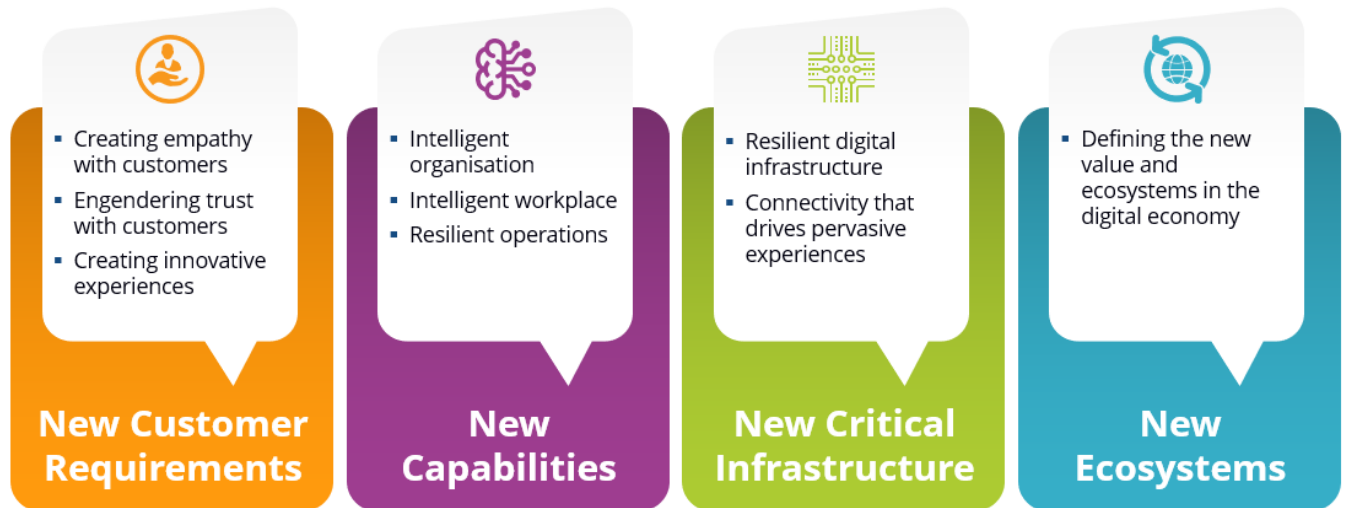 ▪ Creating empathy
with customers
▪ Engendering trust
with customers
▪ Creating innovative
experiences
New Customer
Requirements
▪ Intelligent
organisation
▪ Intelligent workplace
▪ Resilient operations
New
Capabilities
▪ Resilient digital
infrastructure
▪ Connectivity that
drives pervasive
experiences
New Critical
Infrastructure
▪ Defining the new
value and
ecosystems in the
digital economy
New
Ecosystems